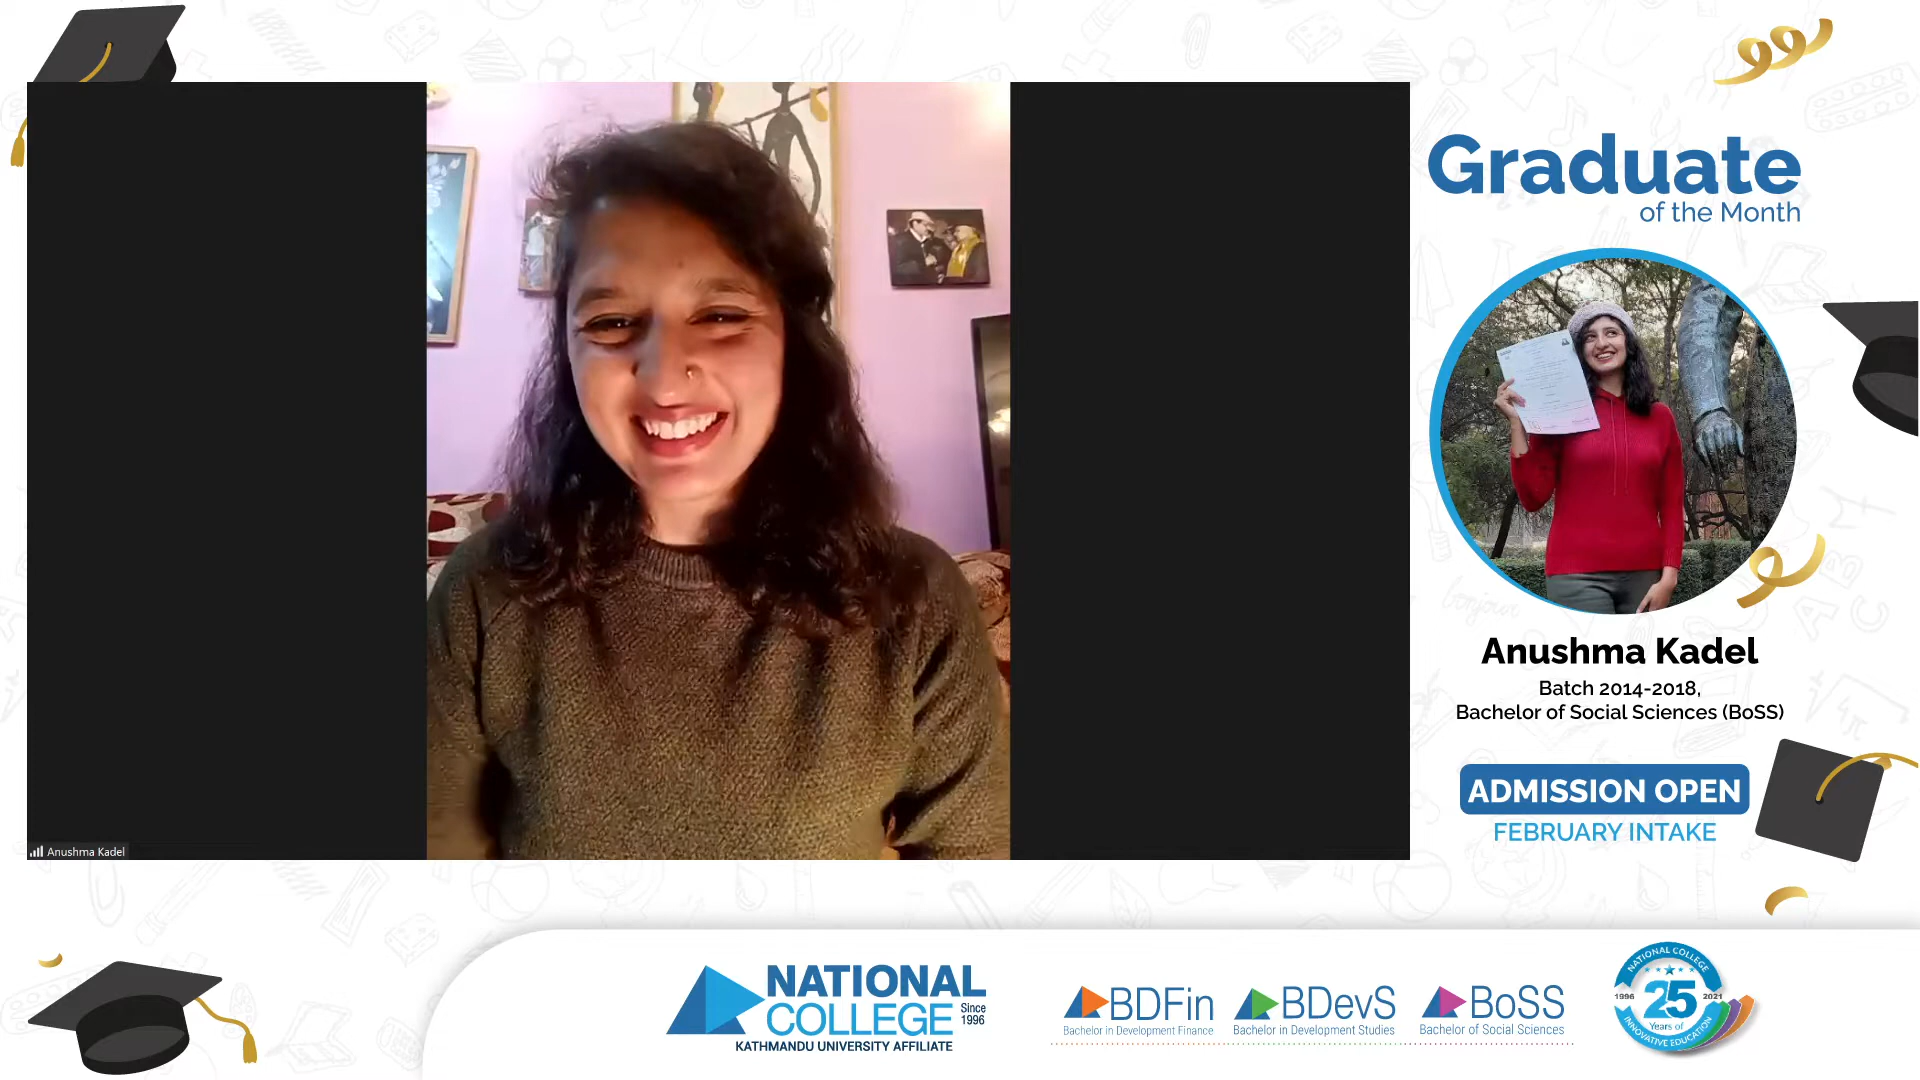 Graduate
of the Month
Anushma Kadel
Batch 2014-2018,
Bachelor of Social Sciences (BoSS)
ADMISSION OPEN
FEBRUARY INTAKE
Anushma Kadel
NATIONAL
COLLEGE
Since
1996
KATHMANDU UNIVERSITY AFFILIATE
BDFin
Bachelor in Development Finance
BDevS
Bachelor in Development Studies
BoSS
Bachelor of Social Sciences
NATIONAL COLLEGE
1996
25
2021
Years of
INNOVATIVE EDUCATION
bonjour